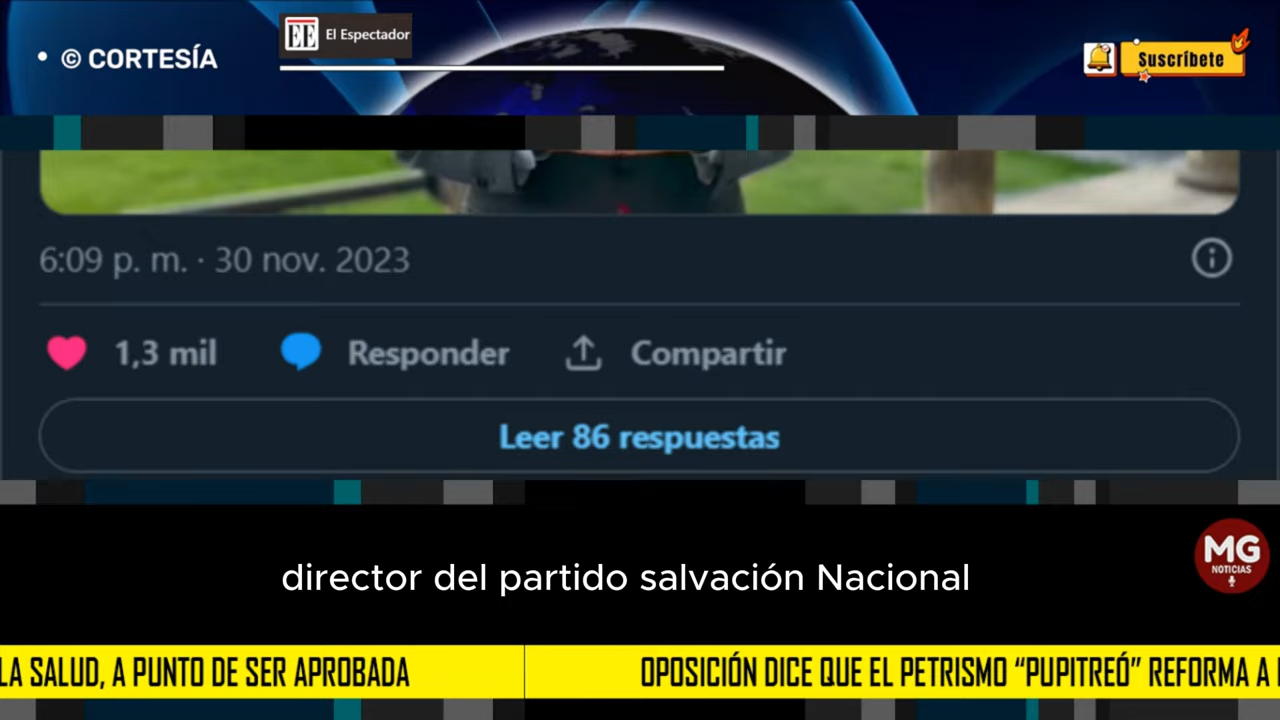 • © CORTESÍA
EE El Espectador
Suscríbete
6:09 p. m. · 30 nov. 2023
1,3 mil
Responder
Compartir
Leer 86 respuestas
MG
NOTICIAS
director del partido salvación Nacional
LA SALUD, A PUNTO DE SER APROBADA
OPOSICIÓN DICE QUE EL PETRISMO “PUPITREÓ” REFORMA A